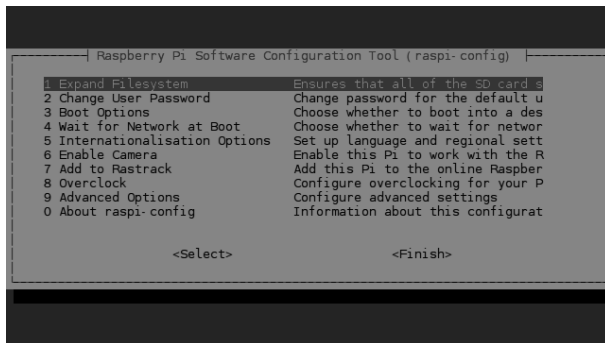 Raspberry Pi Software Configuration Tool (raspi-config)
1 Expand Filesystem Ensures that all of the SD card s
2 Change User Password Change password for the default u
3 Boot Options Choose whether to boot into a des
4 Wait for Network at Boot Choose whether to wait for networ
5 Internationalisation Options Set up language and regional sett
6 Enable Camera Enable this Pi to work with the R
7 Add to Rastrack Add this Pi to the online Raspber
8 Overclock Configure overclocking for your P
9 Advanced Options Configure advanced settings
0 About raspi-config Information about this configurat
<Select> <Finish>